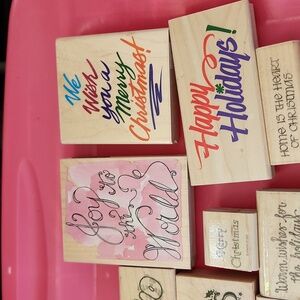 We
Wish
you a
Merry
Christmas!
Happy
Holidays!
HOME IS THE HEART
OF CHRISTMAS
Joy to
the
World
Merry
Christmas
Warm wishes for
the holidays